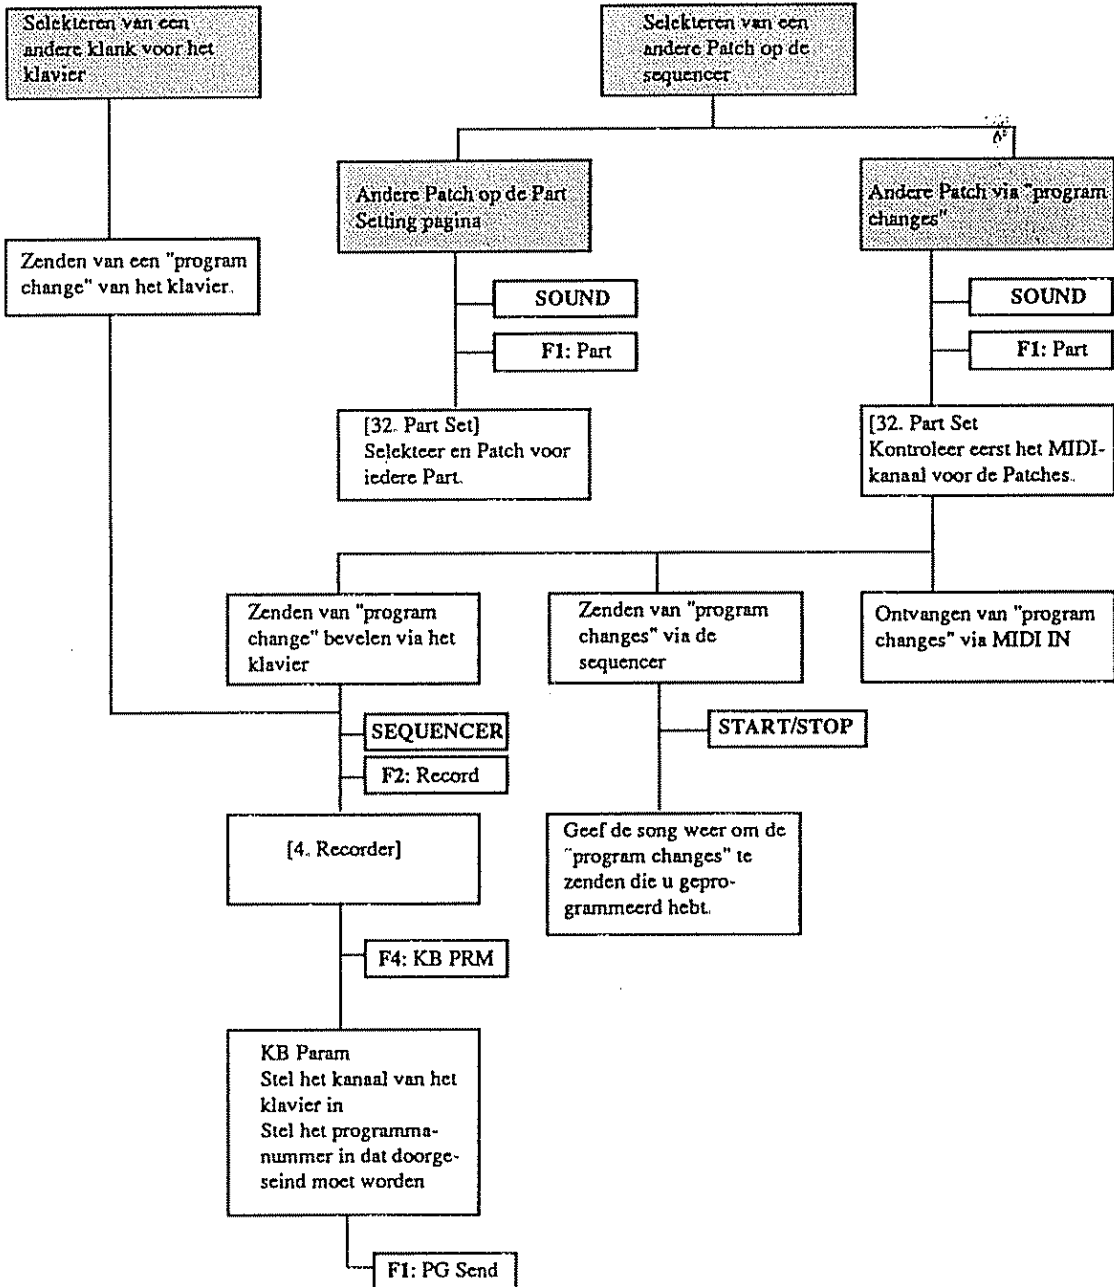 Selekteren van een
andere klank voor het
klavier
Selekteren van een
andere Patch op de
sequencer
Andere Patch op de Part
Setting pagina
Andere Patch via "program
changes"
Zenden van een "program
change" van het klavier.
SOUND
F1: Part
SOUND
F1: Part
[32. Part Set]
Selekteer en Patch voor
iedere Part.
[32. Part Set
Kontroleer eerst het MIDI-
kanaal voor de Patches.
Zenden van "program
change" bevelen via het
klavier
Zenden van "program
changes" via de
sequencer
Ontvangen van "program
changes" via MIDI IN
SEQUENCER
F2: Record
START/STOP
[4. Recorder]
Geef de song weer om de
"program changes" te
zenden die u gepro-
grammeerd hebt.
F4: KB PRM
KB Param
Stel het kanaal van het
klavier in
Stel het programma-
nummer in dat doorge-
seind moet worden
F1: PG Send